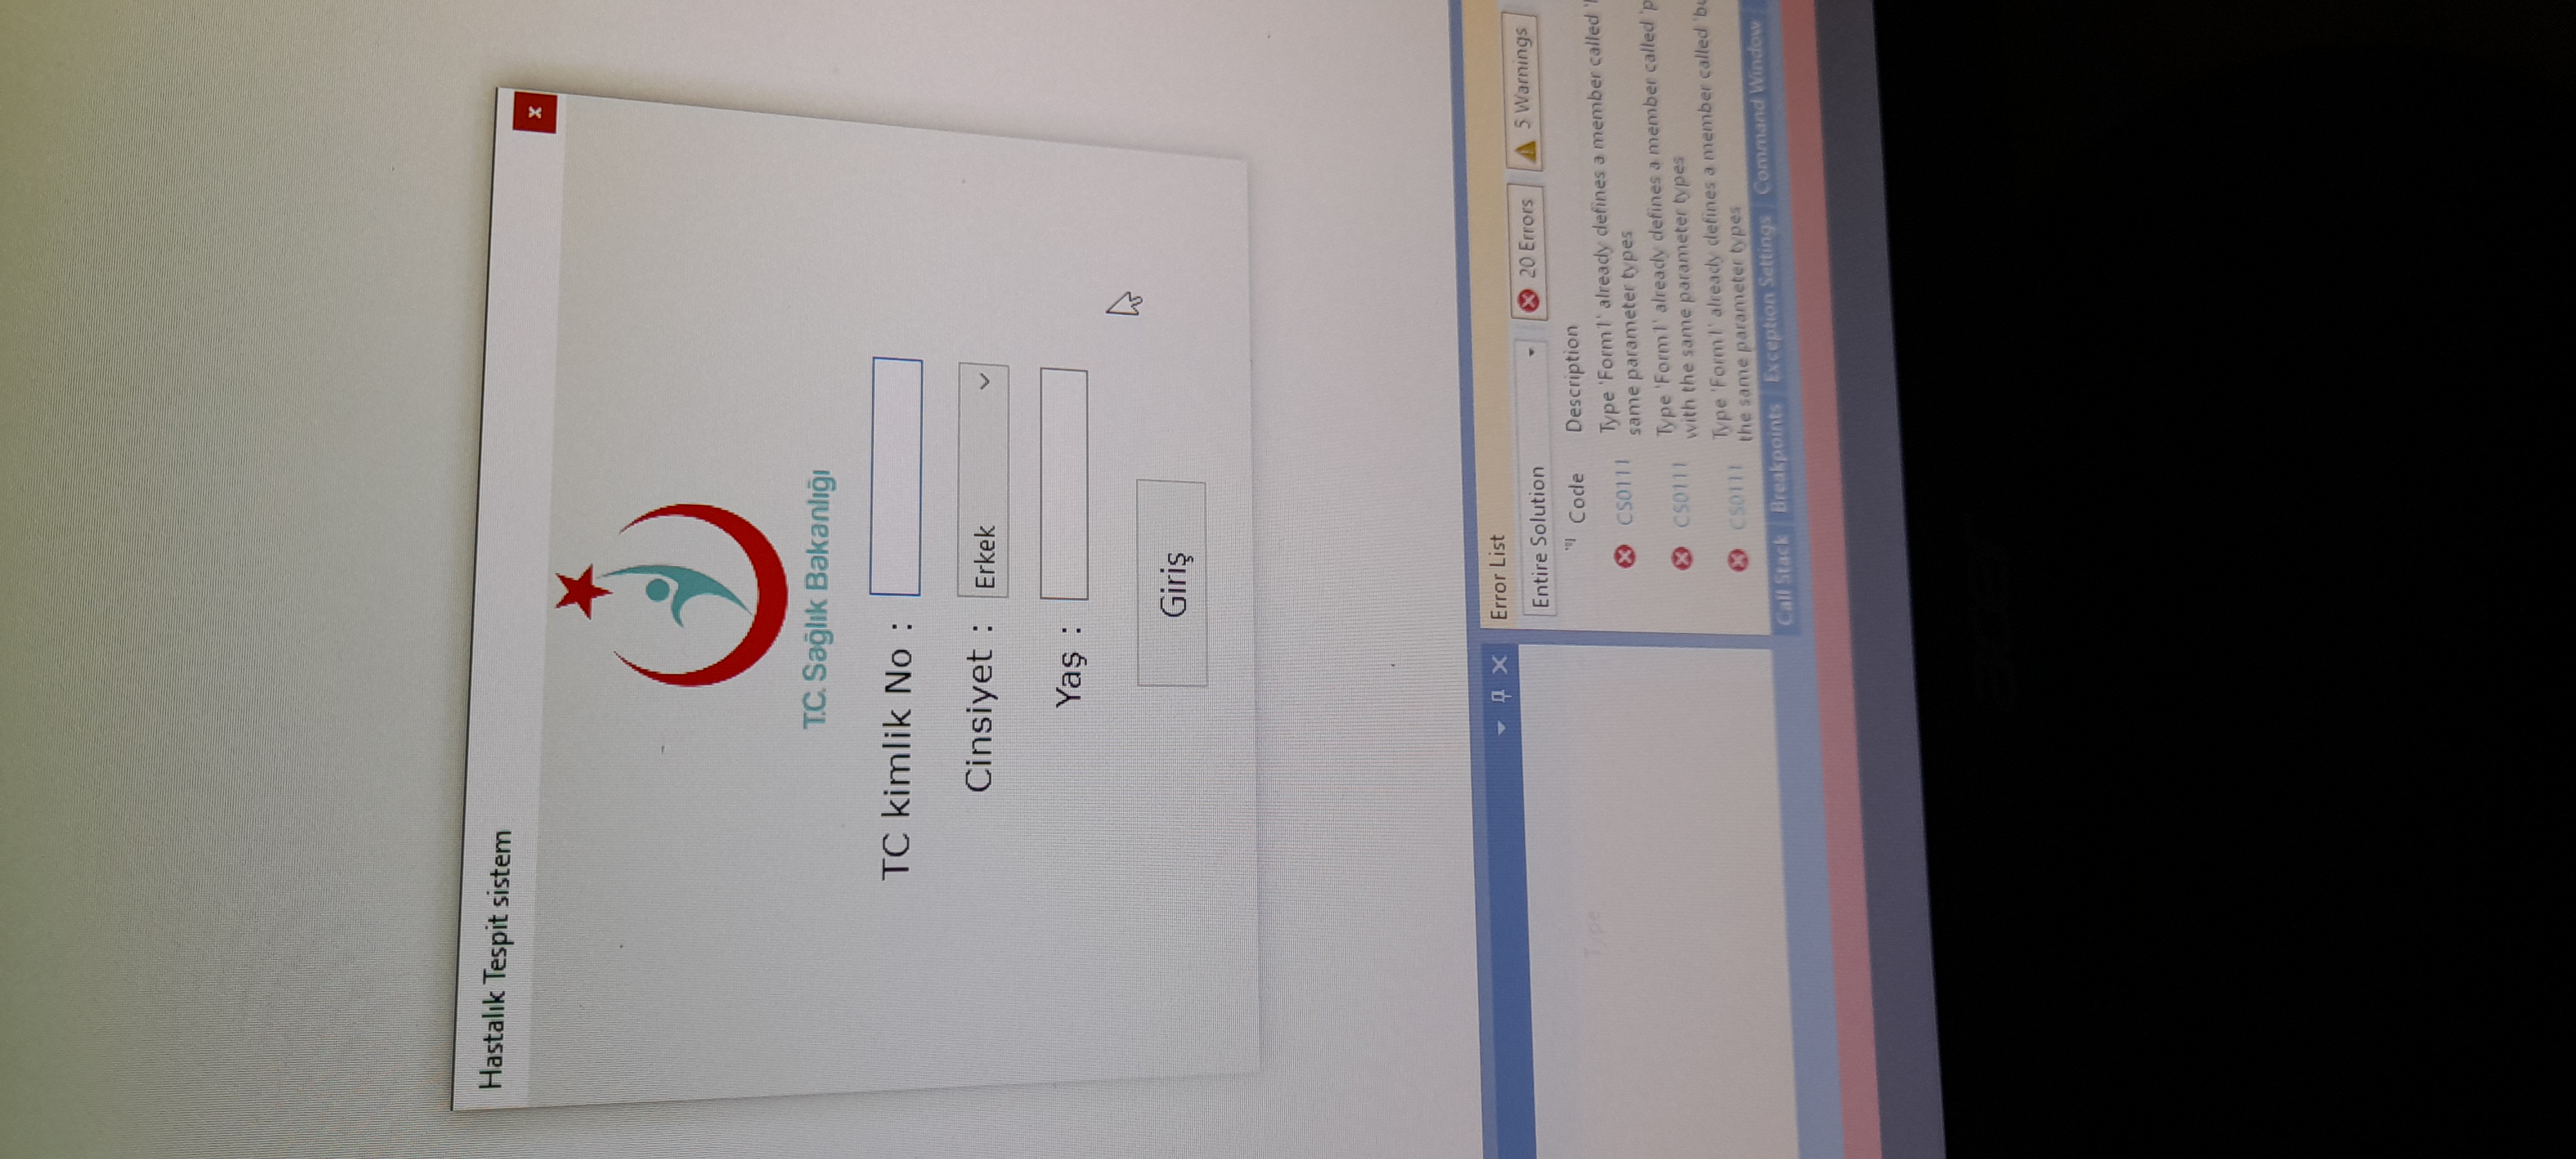 Hastalık Tespit sistem
x
T.C. Sağlık Bakanlığı
TC kimlik No :
Cinsiyet :
Erkek
Yaş :
Giriş
Error List
Entire Solution
20 Errors
5 Warnings
Code
Description
CS0111
Type 'Form1' already defines a member called
same parameter types
CS0111
Type 'Form1' already defines a member called 'p
with the same parameter types
CS0111
Type 'Form1' already defines a member called 'bu
the same parameter types
Call Stack
Breakpoints
Exception Settings
Command Window
Type
acer